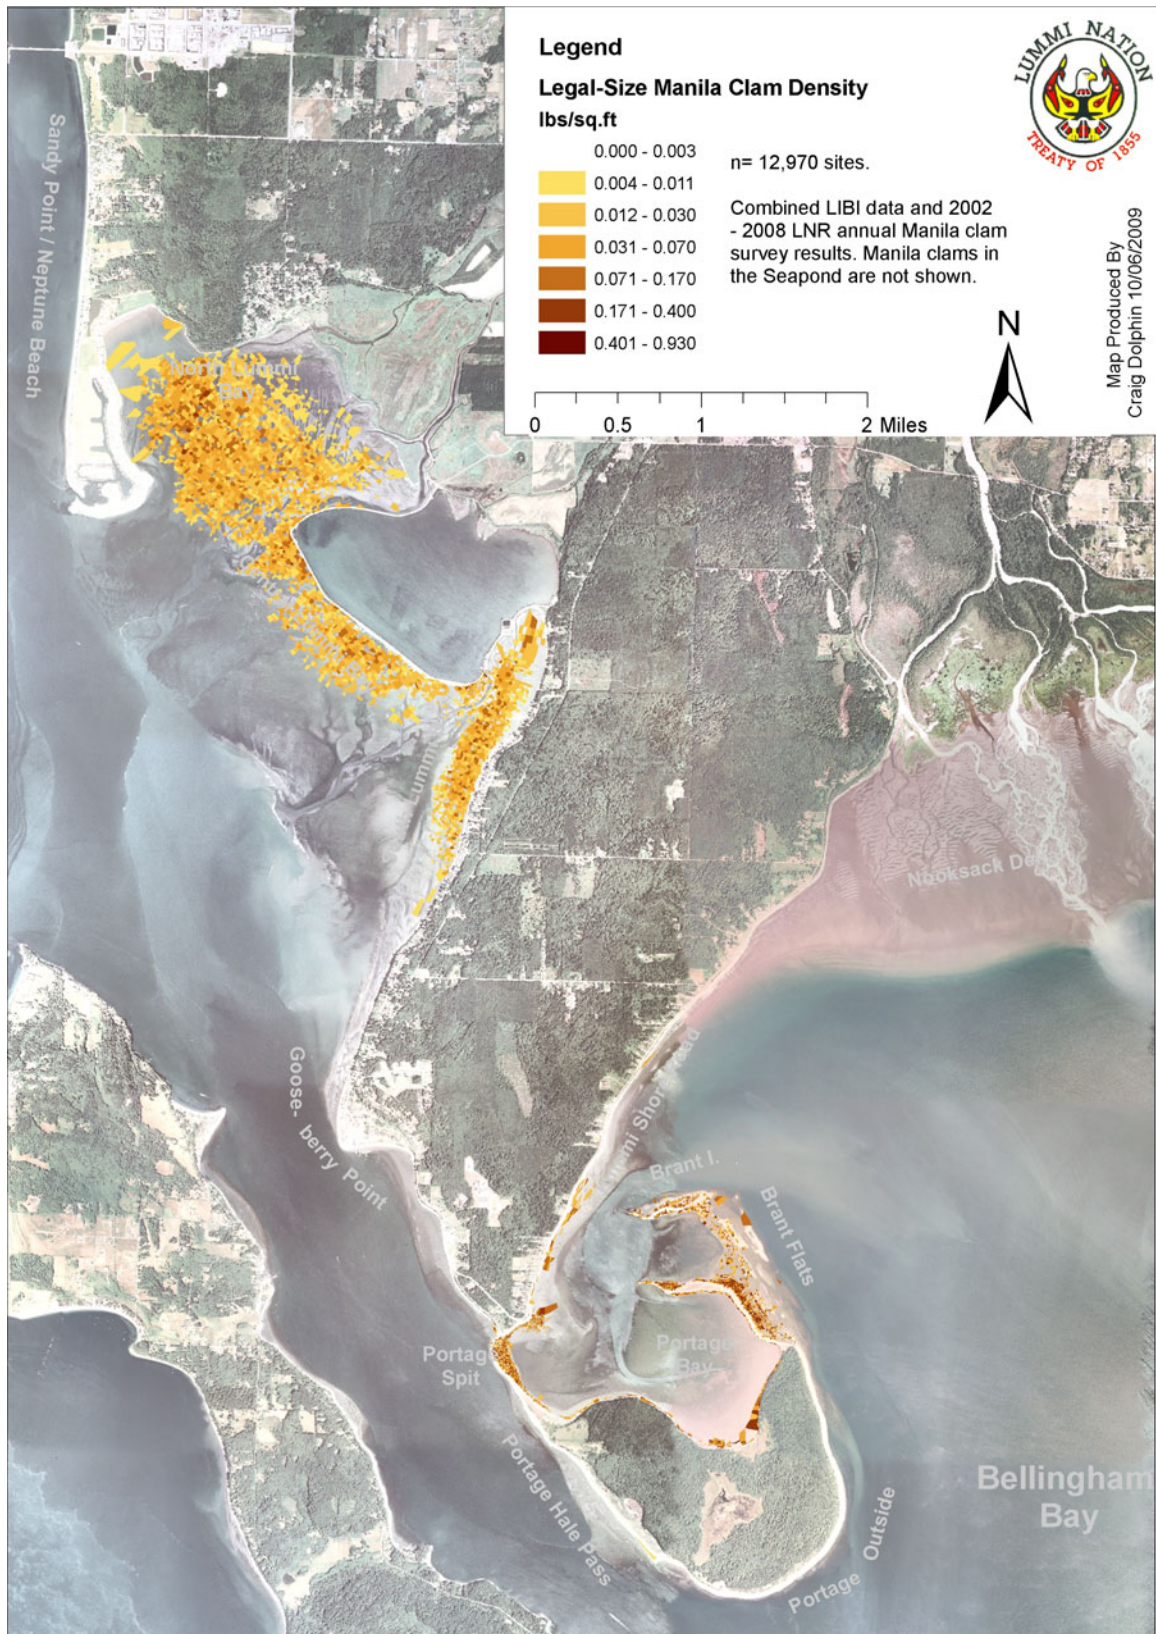 Legend
Legal-Size Manila Clam Density
lbs/sq.ft
0.000 - 0.003
0.004 - 0.011
0.012 - 0.030
0.031 - 0.070
0.071 - 0.170
0.171 - 0.400
0.401 - 0.930
n= 12,970 sites.
Combined LIBI data and 2002
- 2008 LNR annual Manila clam
survey results. Manila clams in
the Seapond are not shown.
LUMMI NATION
TREATY OF 1855
Map Produced By
Craig Dolphin 10/06/2009
N
0 0.5 1 2 Miles
Sandy Point / Neptune Beach
North Lummi
Bay
Lummi
Nooksack
Goose-
berry Point
Brant I.
Brant Flats
Portage
Spit
Portage
Bay
Portage Hale Pass
Portage Outside
Bellingham
Bay